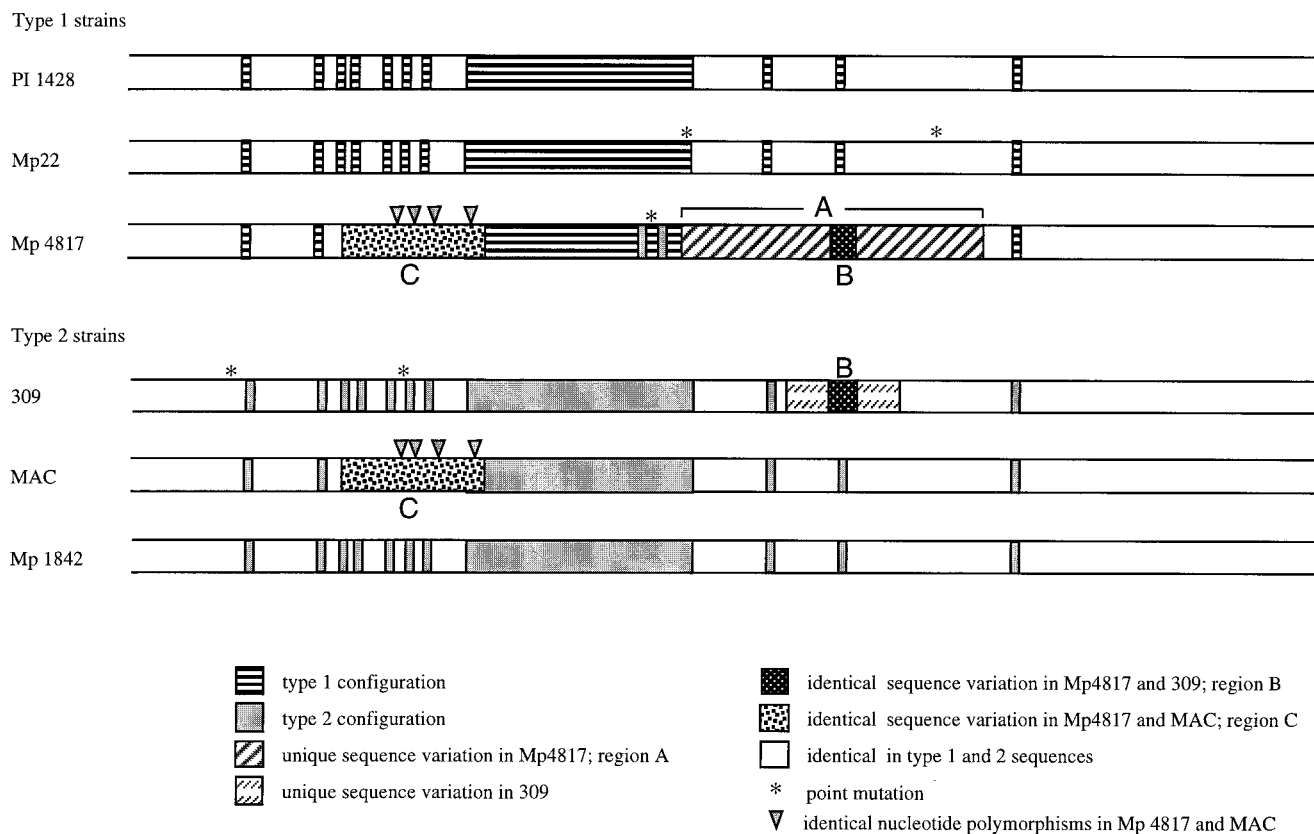 Type 1 strains
PI 1428
*
*
Mp22
*
A
Mp 4817
C
B
Type 2 strains
*
*
B
309
MAC
C
Mp 1842
type 1 configuration
type 2 configuration
unique sequence variation in Mp4817; region A
unique sequence variation in 309
identical sequence variation in Mp4817 and 309; region B
identical sequence variation in Mp4817 and MAC; region C
identical in type 1 and 2 sequences
* point mutation
identical nucleotide polymorphisms in Mp 4817 and MAC